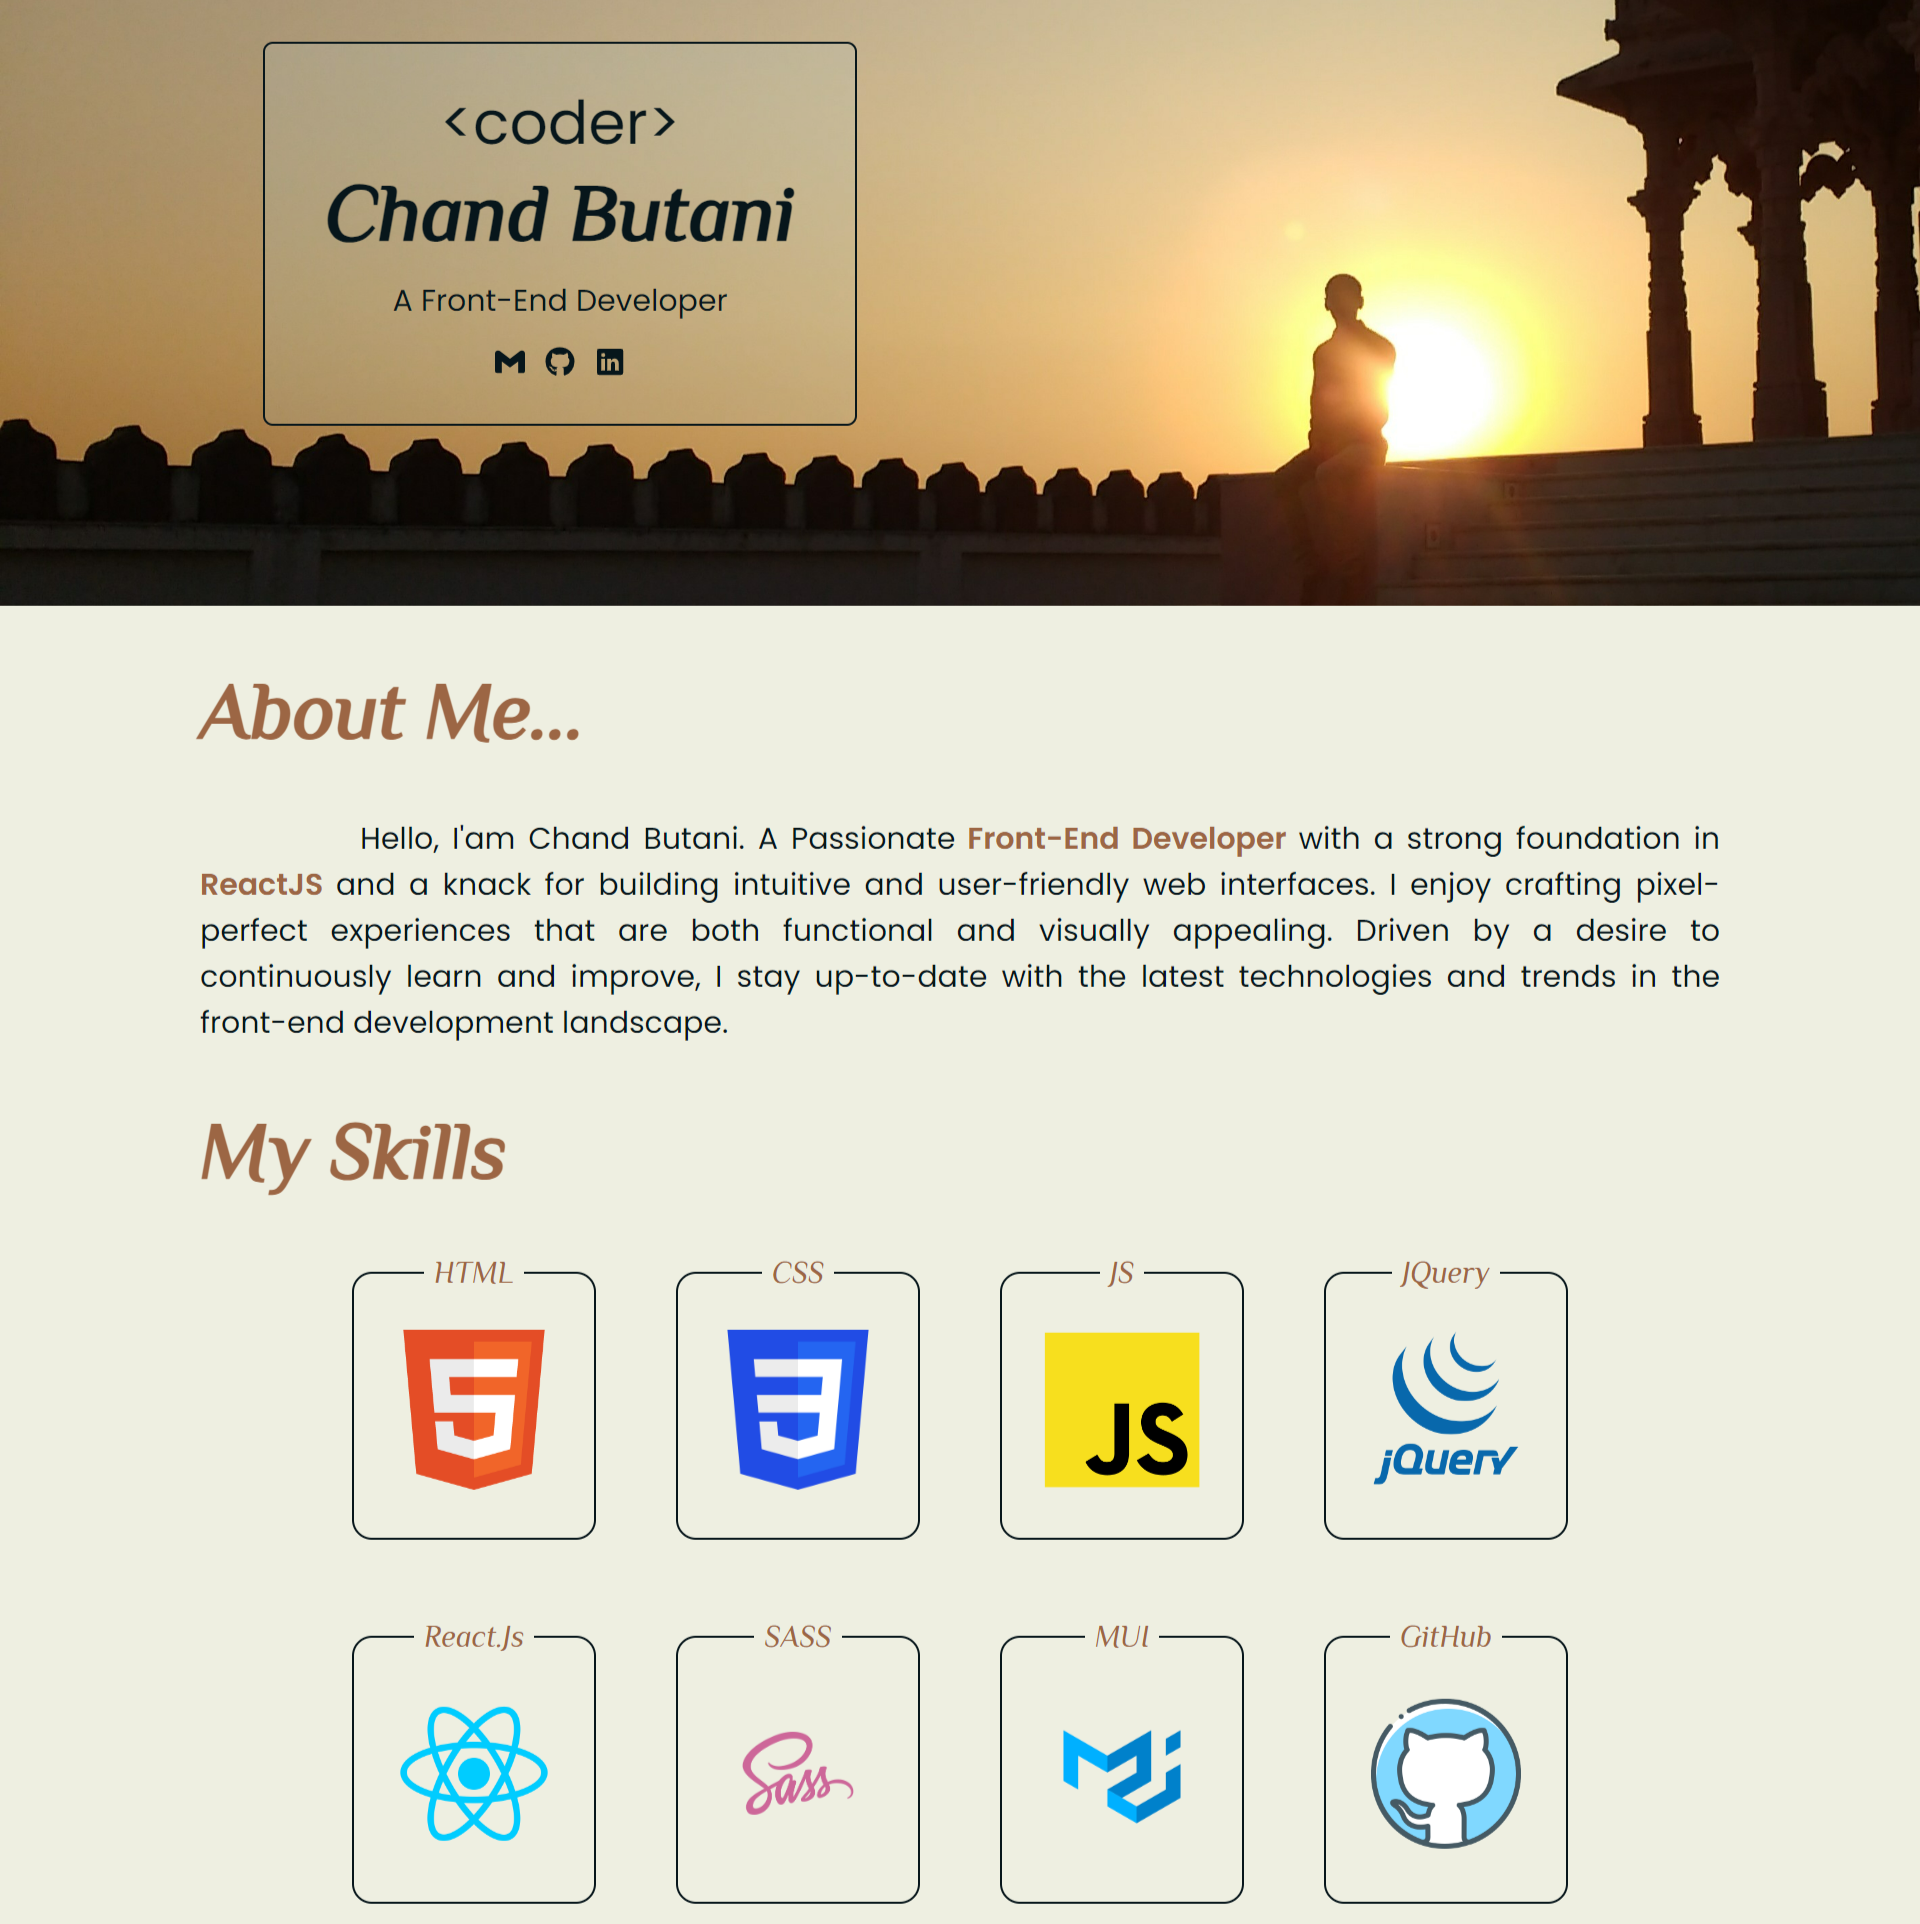 <coder>
Chand Butani
A Front-End Developer
About Me...
Hello, I'am Chand Butani. A Passionate Front-End Developer with a strong foundation in
ReactJS and a knack for building intuitive and user-friendly web interfaces. I enjoy crafting pixel-
perfect experiences that are both functional and visually appealing. Driven by a desire to
continuously learn and improve, I stay up-to-date with the latest technologies and trends in the
front-end development landscape.
My Skills
HTML
CSS
JS
JQuery
JS
jQuery
React.Js
SASS
MUI
GitHub
Sass